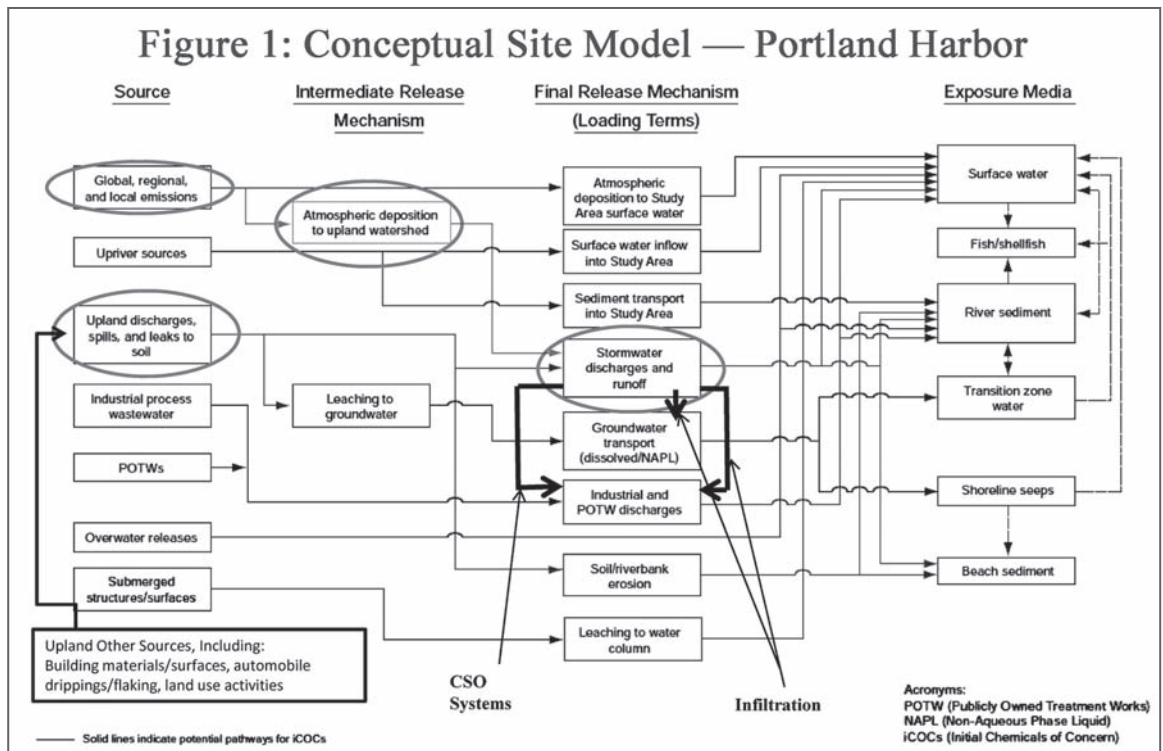 Figure 1: Conceptual Site Model — Portland Harbor
Source
Intermediate Release
Mechanism
Final Release Mechanism
(Loading Terms)
Exposure Media
Global, regional,
and local emissions
Upriver sources
Upland discharges,
spills, and leaks to
soil
Industrial process
wastewater
POTWs
Overwater releases
Submerged
structures/surfaces
Upland Other Sources, Including:
Building materials/surfaces, automobile
drippings/flaking, land use activities
Atmospheric deposition
to upland watershed
Leaching to
groundwater
Atmospheric
deposition to Study
Area surface water
Surface water inflow
into Study Area
Sediment transport
into Study Area
Stormwater
discharges and
runoff
Groundwater
transport
(dissolved/NAPL)
Industrial and
POTW discharges
Soil/riverbank
erosion
Leaching to water
column
CSO
Systems
Infiltration
Surface water
Fish/shellfish
River sediment
Transition zone
water
Shoreline seeps
Beach sediment
Acronyms:
POTW (Publicly Owned Treatment Works)
NAPL (Non-Aqueous Phase Liquid)
iCOCs (Initial Chemicals of Concern)
Solid lines indicate potential pathways for iCOCs